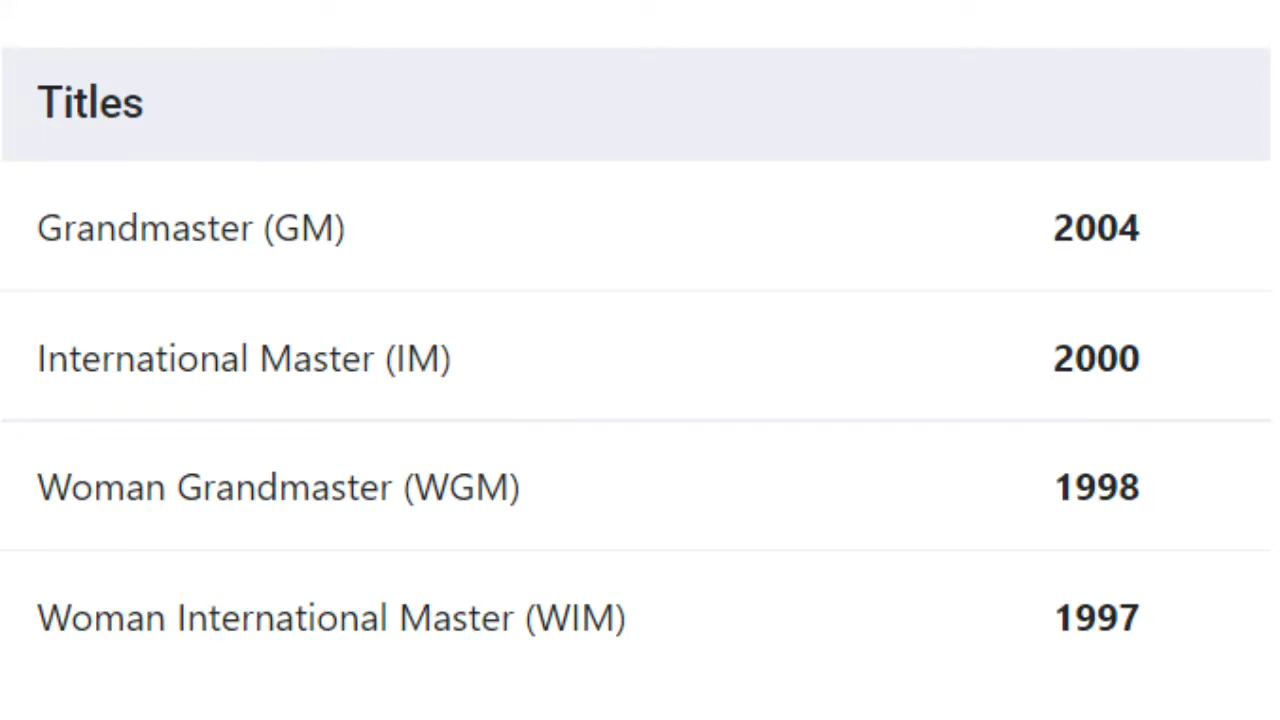 Titles
Grandmaster (GM) 2004
International Master (IM) 2000
Woman Grandmaster (WGM) 1998
Woman International Master (WIM) 1997